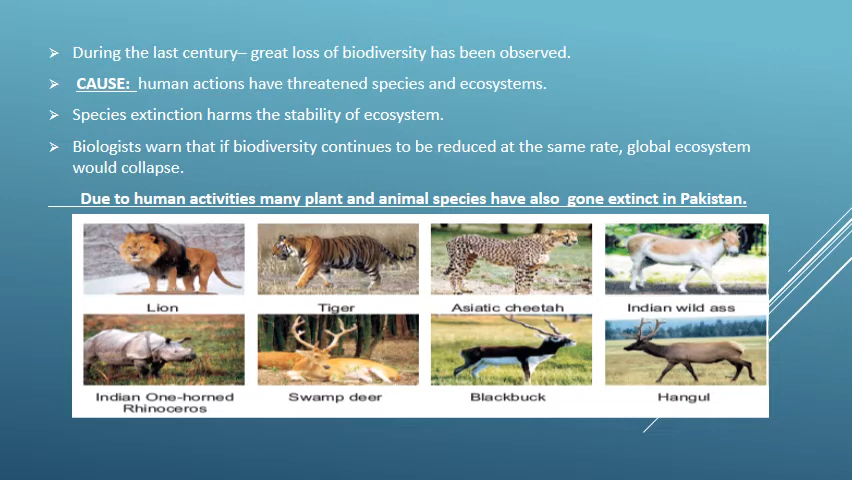 During the last century– great loss of biodiversity has been observed.
CAUSE: human actions have threatened species and ecosystems.
Species extinction harms the stability of ecosystem.
Biologists warn that if biodiversity continues to be reduced at the same rate, global ecosystem
would collapse.
Due to human activities many plant and animal species have also gone extinct in Pakistan.
Lion Tiger Asiatic cheetah Indian wild ass
Indian One-horned Swamp deer Blackbuck Hangul
Rhinoceros